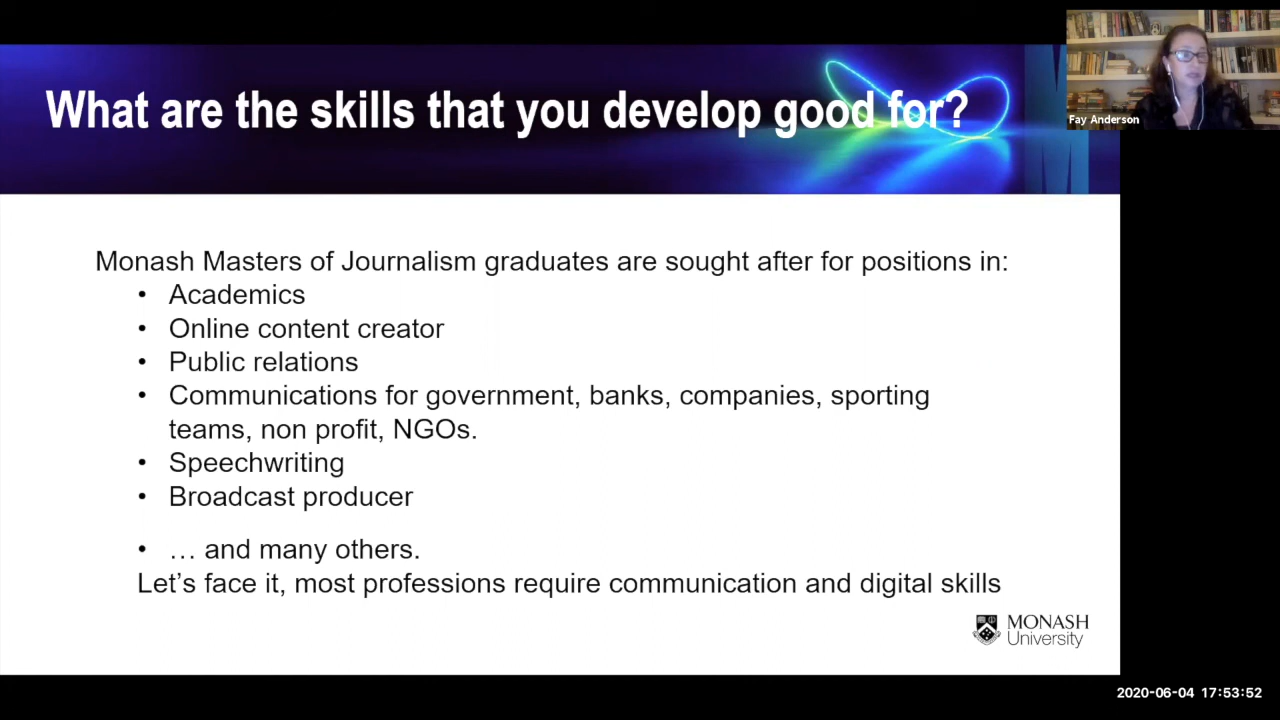 What are the skills that you develop good for?
Fay Anderson
Monash Masters of Journalism graduates are sought after for positions in:
• Academics
• Online content creator
• Public relations
• Communications for government, banks, companies, sporting
teams, non profit, NGOs.
• Speechwriting
• Broadcast producer
• … and many others.
Let’s face it, most professions require communication and digital skills
MONASH
University
2020-06-04 17:53:52